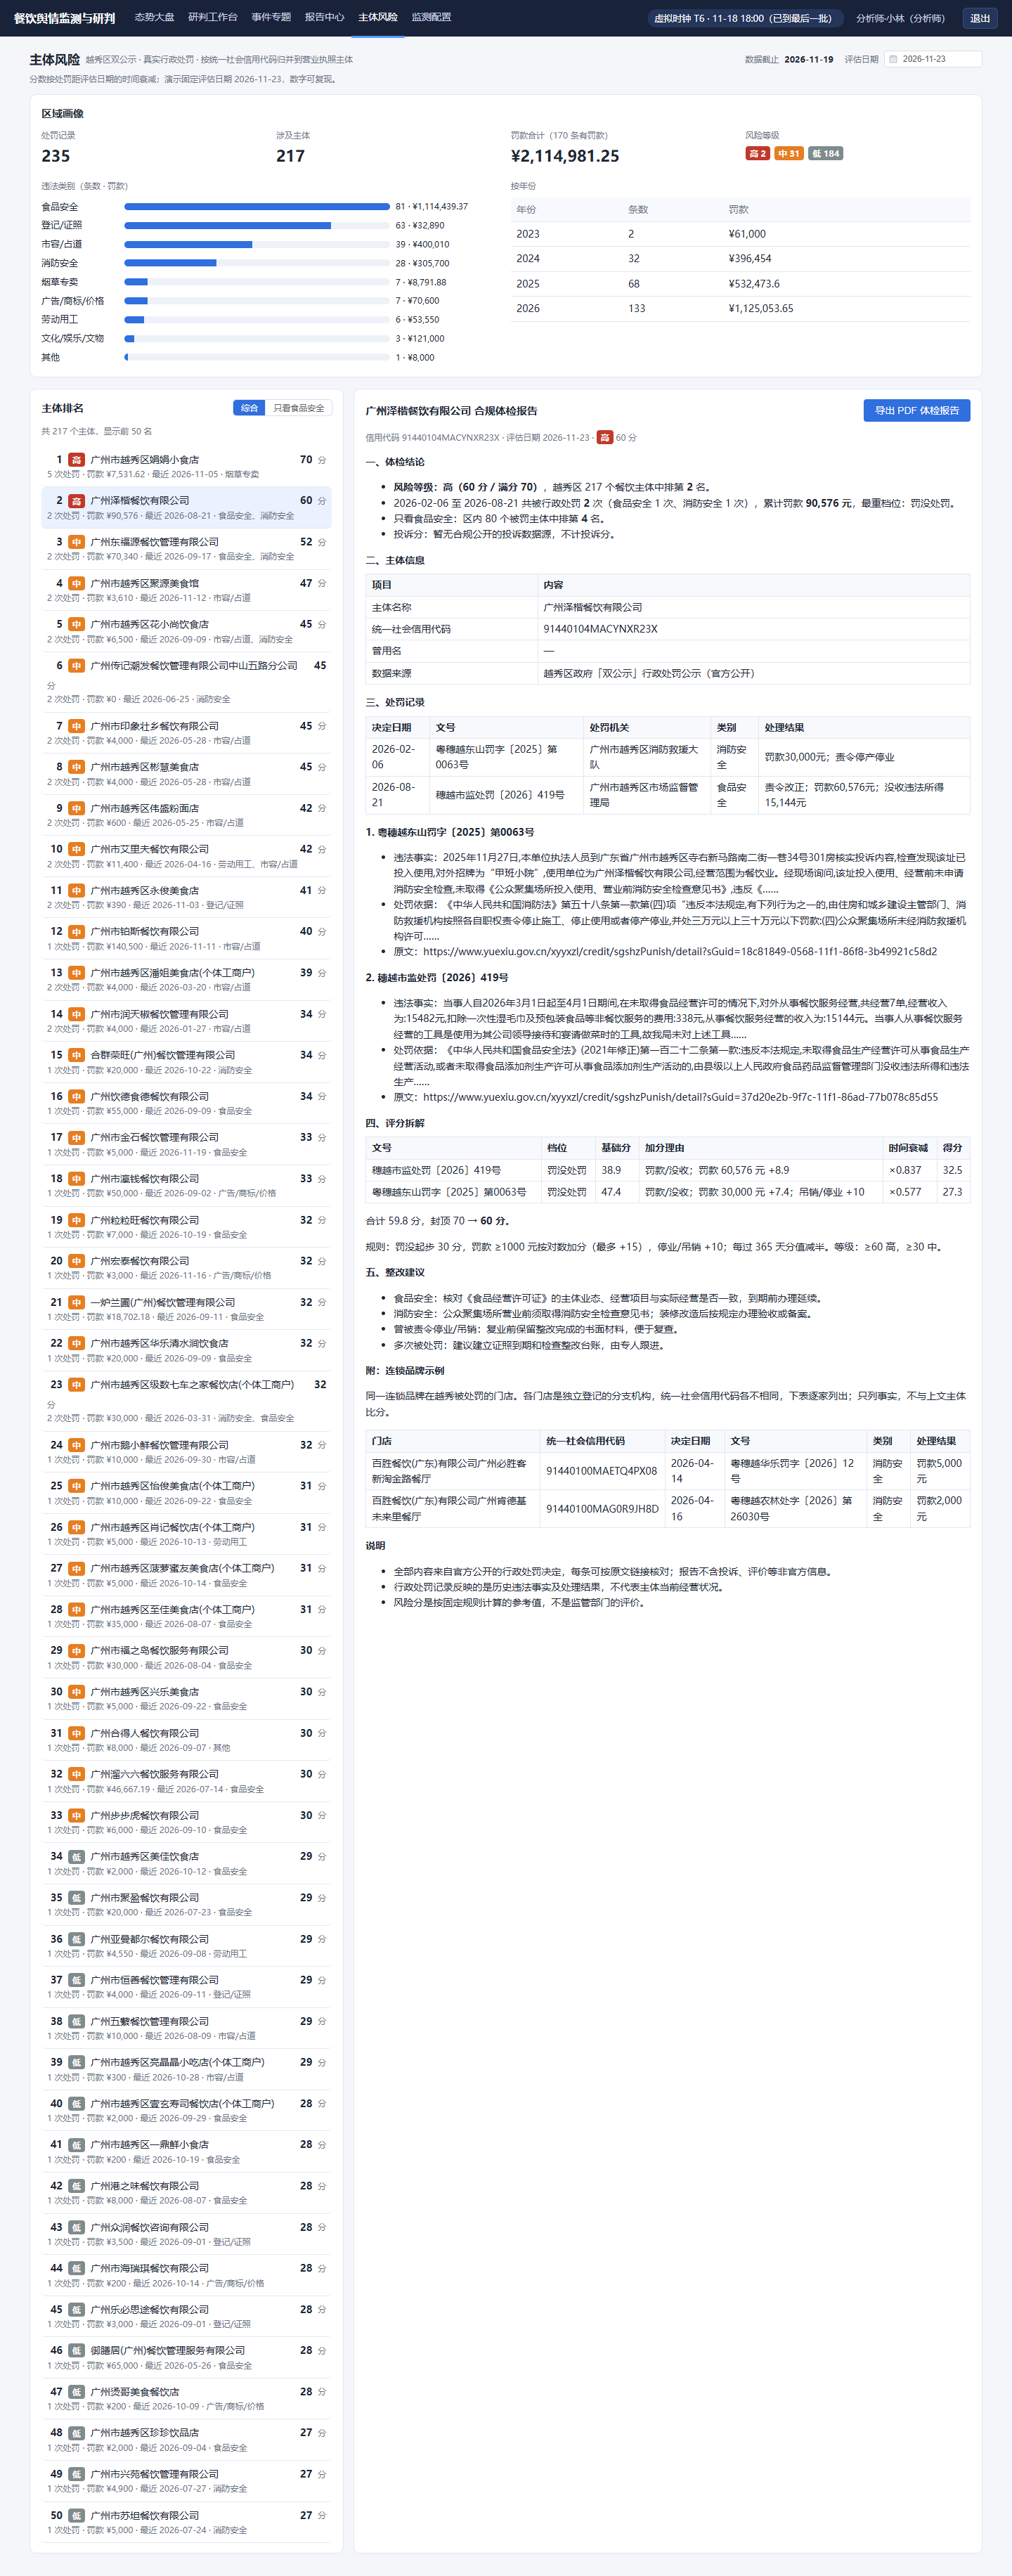 餐饮舆情监测与研判 态势大盘 研判工作台 事件专题 报告中心 主体风险 监测配置 虚拟时钟 T6 · 11-18 18:00（已到最后一批） 分析师·小林（分析师） 退出
主体风险 越秀区双公示 · 真实行政处罚 · 按统一社会信用代码归并到营业执照主体 数据截止 2026-11-19 评估日期 2026-11-23
分数按处罚距评估日期的时间衰减；演示固定评估日期 2026-11-23，数字可复现。
区域画像
处罚记录 涉及主体 罚款合计（170 条有罚款） 风险等级
235 217 ¥2,114,981.25 高 2 中 31 低 184
违法类别（条数 · 罚款）
食品安全 81 · ¥1,114,439.37
登记/证照 63 · ¥32,890
市容/占道 39 · ¥400,010
消防安全 28 · ¥305,700
烟草专卖 7 · ¥8,791.88
广告/商标/价格 7 · ¥70,600
劳动用工 6 · ¥53,550
文化/娱乐/文物 3 · ¥121,000
其他 1 · ¥8,000
按年份
年份 条数 罚款
2023 2 ¥61,000
2024 32 ¥396,454
2025 68 ¥532,473.6
2026 133 ¥1,125,053.65
主体排名 综合 只看食品安全
共 217 个主体，显示前 50 名
1 高 广州市越秀区娟娟小食店 70 分
5 次处罚 · 罚款 ¥7,531.62 · 最近 2026-11-05 · 烟草专卖
2 高 广州泽楷餐饮有限公司 60 分
2 次处罚 · 罚款 ¥90,576 · 最近 2026-08-21 · 食品安全、消防安全
3 中 广州东福源餐饮管理有限公司 52 分
2 次处罚 · 罚款 ¥70,340 · 最近 2026-09-17 · 食品安全、消防安全
4 中 广州市越秀区聚源美食馆 47 分
2 次处罚 · 罚款 ¥3,610 · 最近 2026-11-12 · 市容/占道
5 中 广州市越秀区花小尚饮食店 45 分
2 次处罚 · 罚款 ¥6,500 · 最近 2026-09-09 · 市容/占道、消防安全
6 中 广州传记潮发餐饮管理有限公司中山五路分公司 45
分
2 次处罚 · 罚款 ¥0 · 最近 2026-06-25 · 消防安全
7 中 广州市印象壮乡餐饮有限公司 45 分
2 次处罚 · 罚款 ¥4,000 · 最近 2026-05-28 · 市容/占道
8 中 广州市越秀区彬慧美食店 45 分
2 次处罚 · 罚款 ¥4,000 · 最近 2026-05-28 · 市容/占道
9 中 广州市越秀区伟盛粉面店 42 分
2 次处罚 · 罚款 ¥600 · 最近 2026-05-25 · 市容/占道
10 中 广州市艾里夫餐饮有限公司 42 分
2 次处罚 · 罚款 ¥11,400 · 最近 2026-04-16 · 劳动用工、市容/占道
11 中 广州市越秀区永俊美食店 41 分
2 次处罚 · 罚款 ¥390 · 最近 2026-11-03 · 登记/证照
12 中 广州市铂斯餐饮有限公司 40 分
1 次处罚 · 罚款 ¥140,500 · 最近 2026-11-11 · 市容/占道
13 中 广州市越秀区潘姐美食店(个体工商户) 39 分
2 次处罚 · 罚款 ¥4,000 · 最近 2026-03-20 · 市容/占道
14 中 广州市润天椒餐饮有限公司 34 分
2 次处罚 · 罚款 ¥4,000 · 最近 2026-01-27 · 市容/占道
15 中 合群荣旺(广州)餐饮管理有限公司 34 分
1 次处罚 · 罚款 ¥20,000 · 最近 2026-10-22 · 消防安全
16 中 广州饮德食德餐饮有限公司 34 分
1 次处罚 · 罚款 ¥55,000 · 最近 2026-09-09 · 食品安全
17 中 广州市金石餐饮管理有限公司 33 分
1 次处罚 · 罚款 ¥5,000 · 最近 2026-11-19 · 食品安全
18 中 广州市瀛钱餐饮管理有限公司 33 分
1 次处罚 · 罚款 ¥50,000 · 最近 2026-09-02 · 广告/商标/价格
19 中 广州粒粒旺餐饮有限公司 32 分
1 次处罚 · 罚款 ¥7,000 · 最近 2026-10-19 · 食品安全
20 中 广州宏泰餐饮有限公司 32 分
1 次处罚 · 罚款 ¥3,000 · 最近 2026-11-16 · 广告/商标/价格
21 中 一炉兰圃(广州)餐饮管理有限公司 32 分
1 次处罚 · 罚款 ¥18,702.18 · 最近 2026-09-11 · 食品安全
22 中 广州市越秀区华乐清水涧饮食店 32 分
1 次处罚 · 罚款 ¥20,000 · 最近 2026-09-09 · 食品安全
23 中 广州市越秀区级数七车之家餐饮店(个体工商户) 32
分
2 次处罚 · 罚款 ¥30,000 · 最近 2026-03-31 · 消防安全、食品安全
24 中 广州市鹅小鲜餐饮管理有限公司 32 分
1 次处罚 · 罚款 ¥10,000 · 最近 2026-09-30 · 市容/占道
25 中 广州市越秀区怡俊美食店(个体工商户) 31 分
1 次处罚 · 罚款 ¥10,000 · 最近 2026-09-22 · 食品安全
26 中 广州市越秀区肖记餐饮店(个体工商户) 31 分
1 次处罚 · 罚款 ¥5,000 · 最近 2026-10-13 · 劳动用工
27 中 广州市越秀区菠萝蜜友美食店(个体工商户) 31 分
1 次处罚 · 罚款 ¥5,000 · 最近 2026-10-14 · 食品安全
28 中 广州市越秀区至佳美食店(个体工商户) 31 分
1 次处罚 · 罚款 ¥35,000 · 最近 2026-08-07 · 食品安全
29 中 广州市福之岛餐饮服务有限公司 30 分
1 次处罚 · 罚款 ¥30,000 · 最近 2026-08-04 · 食品安全
30 中 广州市越秀区兴乐美食店 30 分
1 次处罚 · 罚款 ¥5,000 · 最近 2026-09-22 · 食品安全
31 中 广州合得人餐饮有限公司 30 分
1 次处罚 · 罚款 ¥8,000 · 最近 2026-09-07 · 其他
32 中 广州溜六六餐饮服务有限公司 30 分
1 次处罚 · 罚款 ¥46,667.19 · 最近 2026-07-14 · 食品安全
33 中 广州步步虎餐饮有限公司 30 分
1 次处罚 · 罚款 ¥6,000 · 最近 2026-09-10 · 食品安全
34 低 广州市越秀区美佳饮食店 29 分
1 次处罚 · 罚款 ¥2,000 · 最近 2026-10-12 · 食品安全
35 低 广州市聚盈餐饮有限公司 29 分
1 次处罚 · 罚款 ¥20,000 · 最近 2026-07-23 · 食品安全
36 低 广州亚曼都尔餐饮有限公司 29 分
1 次处罚 · 罚款 ¥4,550 · 最近 2026-09-08 · 劳动用工
37 低 广州市恒善餐饮管理有限公司 29 分
1 次处罚 · 罚款 ¥4,000 · 最近 2026-09-11 · 登记/证照
38 低 广州五藜餐饮管理有限公司 29 分
1 次处罚 · 罚款 ¥10,000 · 最近 2026-08-09 · 市容/占道
39 低 广州市越秀区亮晶晶小吃店(个体工商户) 29 分
1 次处罚 · 罚款 ¥300 · 最近 2026-10-28 · 市容/占道
40 低 广州市越秀区壹玄寿司餐饮店(个体工商户) 28 分
1 次处罚 · 罚款 ¥2,000 · 最近 2026-09-29 · 食品安全
41 低 广州市越秀区一鼎鲜小食店 28 分
1 次处罚 · 罚款 ¥200 · 最近 2026-10-19 · 食品安全
42 低 广州港之味餐饮有限公司 28 分
1 次处罚 · 罚款 ¥8,000 · 最近 2026-08-07 · 食品安全
43 低 广州众润餐饮咨询有限公司 28 分
1 次处罚 · 罚款 ¥3,500 · 最近 2026-09-01 · 登记/证照
44 低 广州市海瑞琪餐饮有限公司 28 分
1 次处罚 · 罚款 ¥200 · 最近 2026-10-14 · 广告/商标/价格
45 低 广州乐必思途餐饮有限公司 28 分
1 次处罚 · 罚款 ¥3,000 · 最近 2026-09-01 · 登记/证照
46 低 御膳居(广州)餐饮管理服务有限公司 28 分
1 次处罚 · 罚款 ¥65,000 · 最近 2026-05-26 · 食品安全
47 低 广州烫哥美食餐饮店 28 分
1 次处罚 · 罚款 ¥200 · 最近 2026-10-09 · 广告/商标/价格
48 低 广州市越秀区珍珍饮品店 27 分
1 次处罚 · 罚款 ¥2,000 · 最近 2026-09-04 · 食品安全
49 低 广州市兴苑餐饮管理有限公司 27 分
1 次处罚 · 罚款 ¥4,900 · 最近 2026-07-27 · 消防安全
50 低 广州市苏坦餐饮有限公司 27 分
1 次处罚 · 罚款 ¥5,000 · 最近 2026-07-24 · 消防安全
广州泽楷餐饮有限公司 合规体检报告 导出 PDF 体检报告
信用代码 91440104MACYNXR23X · 评估日期 2026-11-23 · 高 60 分
一、体检结论
风险等级：高（60 分 / 满分 70），越秀区 217 个餐饮主体中排第 2 名。
2026-02-06 至 2026-08-21 共被行政处罚 2 次（食品安全 1 次、消防安全 1 次），累计罚款 90,576 元，最重档位：罚没处罚。
只看食品安全：区内 80 个被罚主体中排第 4 名。
投诉分：暂无合规公开的投诉数据源，不计投诉分。
二、主体信息
项目 内容
主体名称 广州泽楷餐饮有限公司
统一社会信用代码 91440104MACYNXR23X
曾用名 —
数据来源 越秀区政府「双公示」行政处罚公示（官方公开）
三、处罚记录
决定日期 文号 处罚机关 类别 处理结果
2026-02-06 粤穗越东山罚字〔2025〕第0063号 广州市越秀区消防救援大队 消防安全 罚款30,000元；责令停产停业
2026-08-21 穗越市监处罚〔2026〕419号 广州市越秀区市场监督管理局 食品安全 责令改正；罚款60,576元；没收违法所得15,144元
1. 粤穗越东山罚字〔2025〕第0063号
违法事实：2025年11月27日,本单位执法人员到广东省广州市越秀区寺右新马路南二街一巷34号301房核实投诉内容,检查发现该址已
投入使用,对外招牌为“甲班小院”,使用单位为广州泽楷餐饮有限公司,经营范围为餐饮业。经现场询问,该址投入使用、经营前未申请
消防安全检查,未取得《公众聚集场所投入使用、营业前消防安全检查意见书》,违反《……
处罚依据：《中华人民共和国消防法》第五十八条第一款第(四)项“违反本法规定,有下列行为之一的,由住房和城乡建设主管部门、消
防救援机构按照各自职权责令停止施工、停止使用或者停产停业,并处三万元以上三十万元以下罚款:(四)公众聚集场所未经消防救援机
构许可……
原文：https://www.yuexiu.gov.cn/xyyxzl/credit/sgshzPunish/detail?sGuid=18c81849-0568-11f1-86f8-3b49921c58d2
2. 穗越市监处罚〔2026〕419号
违法事实：当事人自2026年3月1日起至4月1日期间,在未取得食品经营许可的情况下,对外从事餐饮服务经营,共经营7单,经营收入
为:15482元,扣除一次性湿毛巾及预包装食品等非餐饮服务的费用:338元,从事餐饮服务经营的收入为:15144元。当事人从事餐饮服务
经营的工具是使用为其公司领导接待和宴请做菜时的工具,故我局未对上述工具……
处罚依据：《中华人民共和国食品安全法》(2021年修正)第一百二十二条第一款:违反本法规定,未取得食品生产经营许可从事食品生产
经营活动,或者未取得食品添加剂生产许可从事食品添加剂生产活动的,由县级以上人民政府食品药品监督管理部门没收违法所得和违法
生产……
原文：https://www.yuexiu.gov.cn/xyyxzl/credit/sgshzPunish/detail?sGuid=37d20e2b-9f7c-11f1-86ad-77b078c85d55
四、评分拆解
文号 档位 基础分 加分理由 时间衰减 得分
穗越市监处罚〔2026〕419号 罚没处罚 38.9 罚款/没收；罚款 60,576 元 +8.9 ×0.837 32.5
粤穗越东山罚字〔2025〕第0063号 罚没处罚 47.4 罚款/没收；罚款 30,000 元 +7.4；吊销/停业 +10 ×0.577 27.3
合计 59.8 分，封顶 70 → 60 分。
规则：罚没起步 30 分，罚款 ≥1000 元按对数加分（最多 +15），停业/吊销 +10；每过 365 天分值减半。等级：≥60 高，≥30 中。
五、整改建议
食品安全：核对《食品经营许可证》的主体业态、经营项目与实际经营是否一致，到期前办理延续。
消防安全：公众聚集场所营业前须取得消防安全检查意见书；装修改造后按规定办理验收或备案。
曾被责令停业/吊销：复业前保留整改完成的书面材料，便于复查。
多次被处罚：建议建立证照到期和检查整改台账，由专人跟进。
附：连锁品牌示例
同一连锁品牌在越秀被处罚的门店。各门店是独立登记的分支机构，统一社会信用代码各不相同，下表逐家列出；只列事实，不与上文主体
比分。
门店 统一社会信用代码 决定日期 文号 类别 处理结果
百胜餐饮(广东)有限公司广州必胜客新淘金路餐厅 91440100MAETQ4PX08 2026-04-14 粤穗越华乐罚字〔2026〕12号 消防安全 罚款5,000元
百胜餐饮(广东)有限公司广州肯德基未来里餐厅 91440100MAG0R9JH8D 2026-04-16 粤穗越农林处字〔2026〕第26030号 消防安全 罚款2,000元
说明
全部内容来自官方公开的行政处罚决定，每条可按原文链接核对；报告不含投诉、评价等非官方信息。
行政处罚记录反映的是历史违法事实及处理结果，不代表主体当前经营状况。
风险分是按固定规则计算的参考值，不是监管部门的评价。